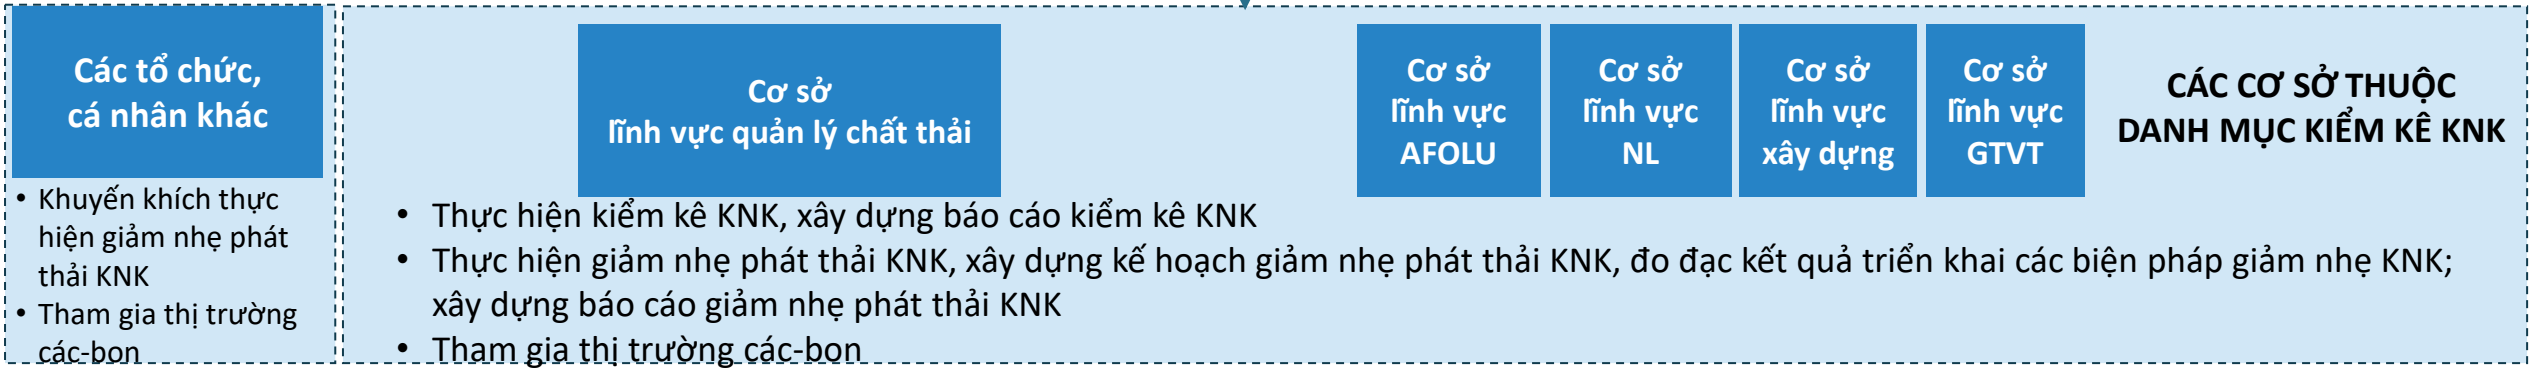 Các tổ chức,
cá nhân khác
• Khuyến khích thực
hiện giảm nhẹ phát
thải KNK
• Tham gia thị trường
các-bon
Cơ sở
lĩnh vực quản lý chất thải
Cơ sở
lĩnh vực
AFOLU
Cơ sở
lĩnh vực
NL
Cơ sở
lĩnh vực
xây dựng
Cơ sở
lĩnh vực
GTVT
CÁC CƠ SỞ THUỘC
DANH MỤC KIỂM KÊ KNK
• Thực hiện kiểm kê KNK, xây dựng báo cáo kiểm kê KNK
• Thực hiện giảm nhẹ phát thải KNK, xây dựng kế hoạch giảm nhẹ phát thải KNK, đo đạc kết quả triển khai các biện pháp giảm nhẹ KNK;
xây dựng báo cáo giảm nhẹ phát thải KNK
• Tham gia thị trường các-bon